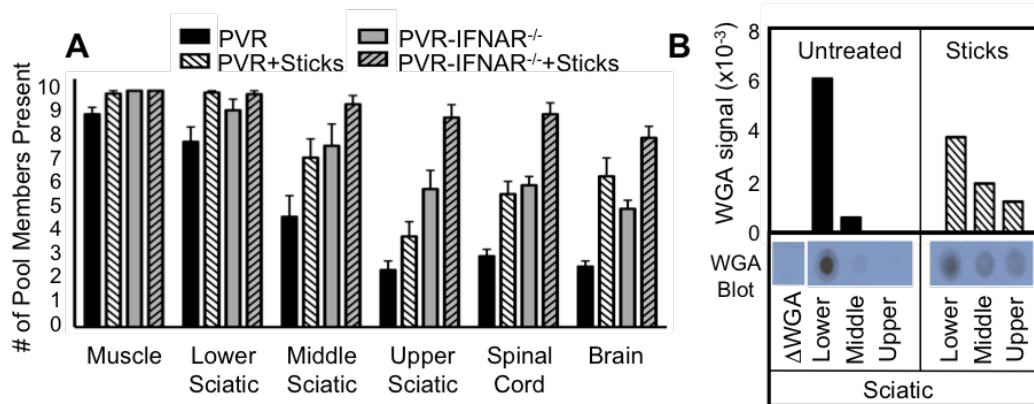 A
PVR
PVR-IFNAR-/-
PVR+Sticks
PVR-IFNAR-/-+Sticks
# of Pool Members Present
10
9
8
7
6
5
4
3
2
1
0
Muscle
Lower Sciatic
Middle Sciatic
Upper Sciatic
Spinal Cord
Brain
B
WGA signal (x10-3)
8
6
4
2
0
Untreated
Sticks
WGA Blot
ΔWGA
Lower
Middle
Upper
Lower
Middle
Upper
Sciatic